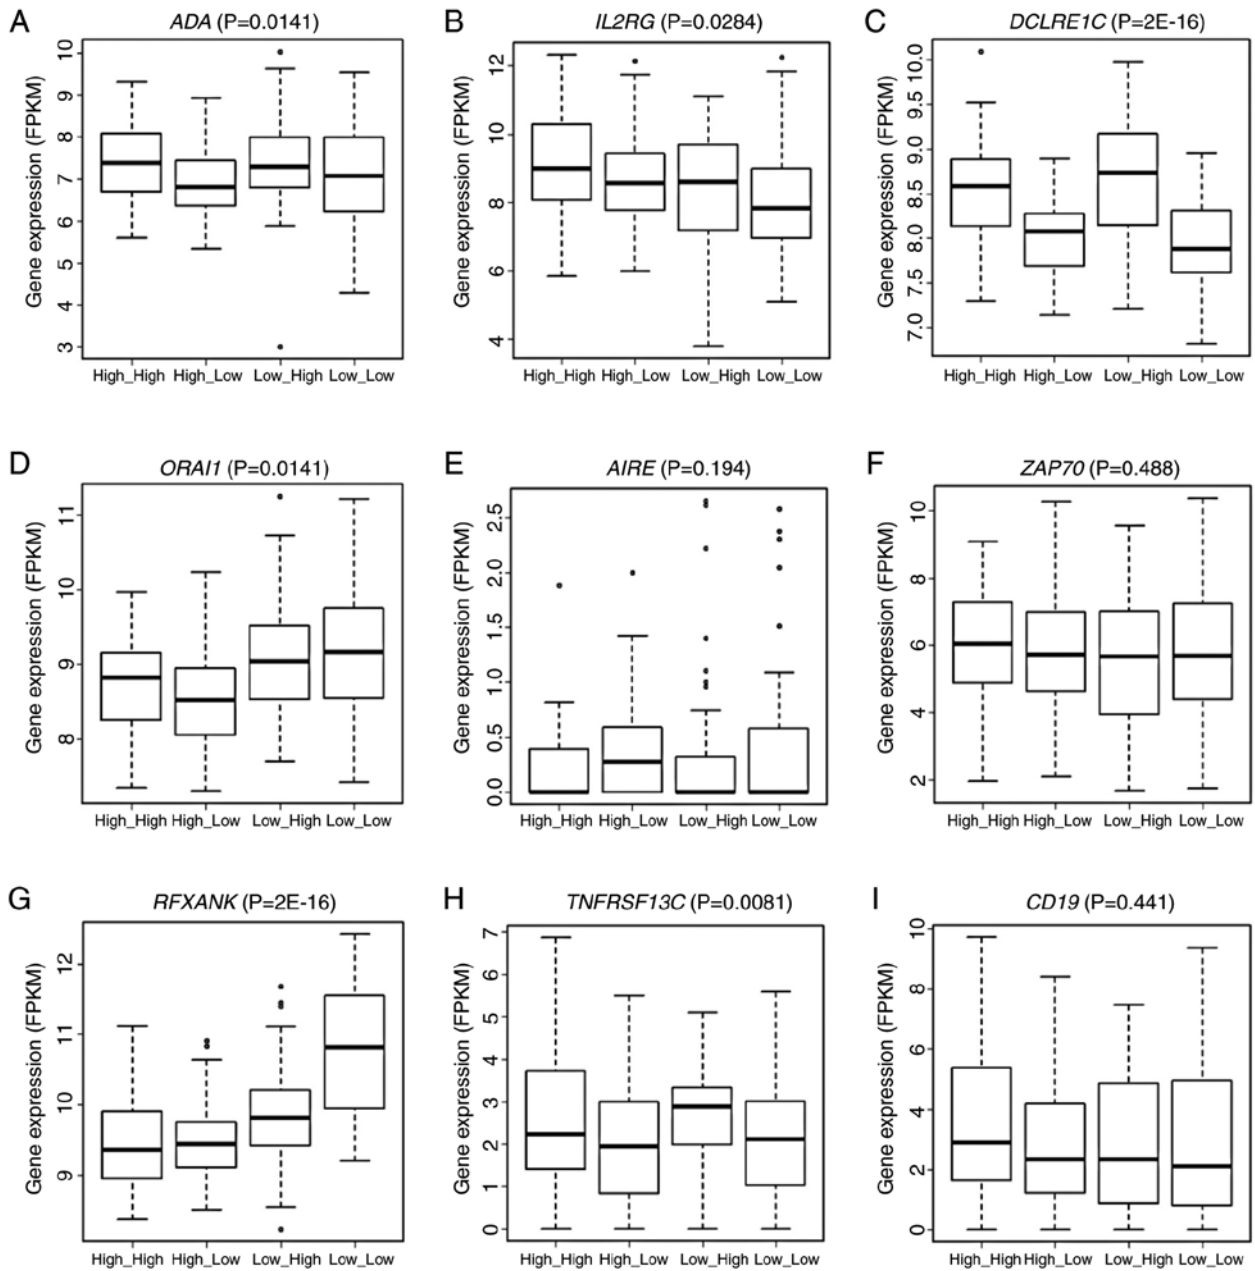 A
ADA (P=0.0141)
Gene expression (FPKM)
10
9
8
7
6
5
4
3
High_High High_Low Low_High Low_Low
B
IL2RG (P=0.0284)
Gene expression (FPKM)
12
10
8
6
4
High_High High_Low Low_High Low_Low
C
DCLRE1C (P=2E-16)
Gene expression (FPKM)
10.0
9.5
9.0
8.5
8.0
7.5
7.0
High_High High_Low Low_High Low_Low
D
ORAI1 (P=0.0141)
Gene expression (FPKM)
11
10
9
8
High_High High_Low Low_High Low_Low
E
AIRE (P=0.194)
Gene expression (FPKM)
2.5
2.0
1.5
1.0
0.5
0.0
High_High High_Low Low_High Low_Low
F
ZAP70 (P=0.488)
Gene expression (FPKM)
10
8
6
4
2
High_High High_Low Low_High Low_Low
G
RFXANK (P=2E-16)
Gene expression (FPKM)
12
11
10
9
High_High High_Low Low_High Low_Low
H
TNFRSF13C (P=0.0081)
Gene expression (FPKM)
7
6
5
4
3
2
1
0
High_High High_Low Low_High Low_Low
I
CD19 (P=0.441)
Gene expression (FPKM)
10
8
6
4
2
0
High_High High_Low Low_High Low_Low